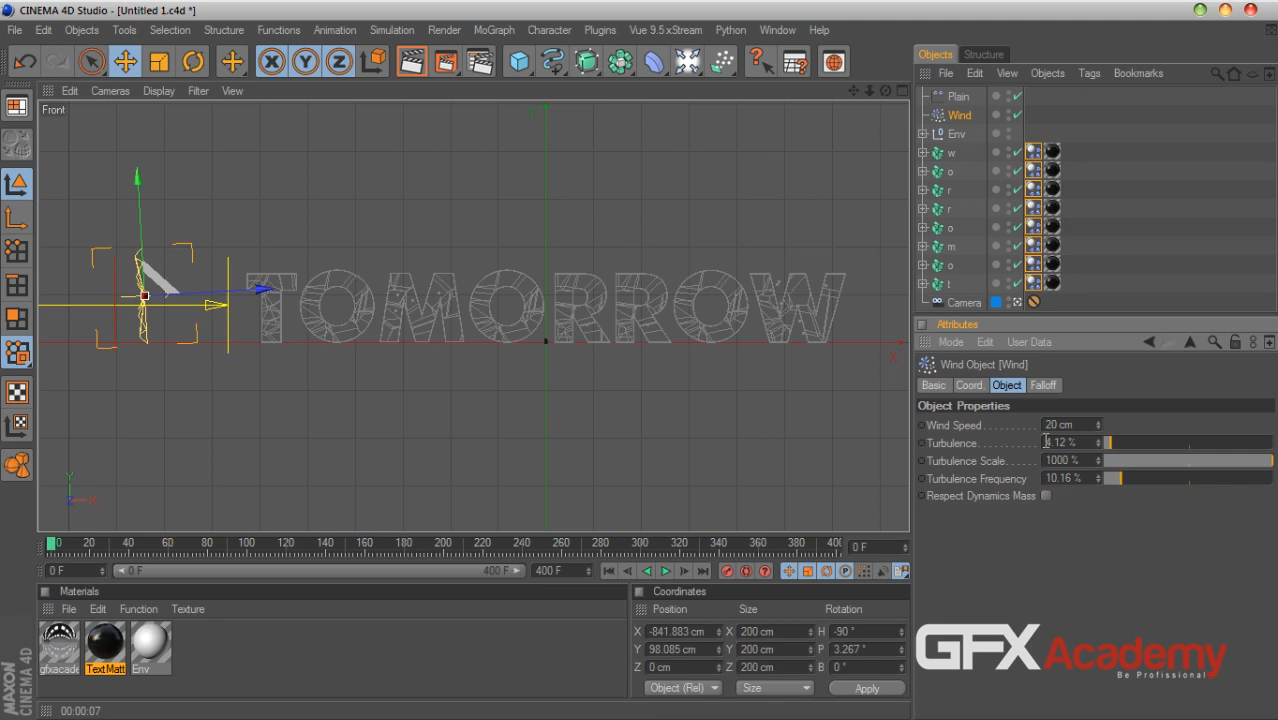 CINEMA 4D Studio - [Untitled 1.c4d *]
File Edit Objects Tools Selection Structure Functions Animation Simulation Render MoGraph Character Plugins Vue 9.5 xStream Python Window Help
Objects Structure
File Edit View Objects Tags Bookmarks
Edit Cameras Display Filter View
Front
Plain
Wind
Env
w
o
r
r
o
m
o
t
Camera
TOMORROW
Y
X
Y
Z X
Attributes
Mode Edit User Data
Wind Object [Wind]
Basic Coord. Object Falloff
Object Properties
Wind Speed 20 cm
Turbulence 4.12 %
Turbulence Scale 1000 %
Turbulence Frequency 10.16 %
Respect Dynamics Mass
0 20 40 60 80 100 120 140 160 180 200 220 240 260 280 300 320 340 360 380 40 0 F
0 F 0 F 400 F 400 F
Materials
File Edit Function Texture
gfxacade TextMatt Env
Coordinates
Position Size Rotation
X -841.883 cm X 200 cm H -90 °
Y 98.085 cm Y 200 cm P 3.267 °
Z 0 cm Z 200 cm B 0 °
Object (Rel) Size Apply
GFXAcademy
Be Profissional
MAXON
CINEMA 4D
00:00:07